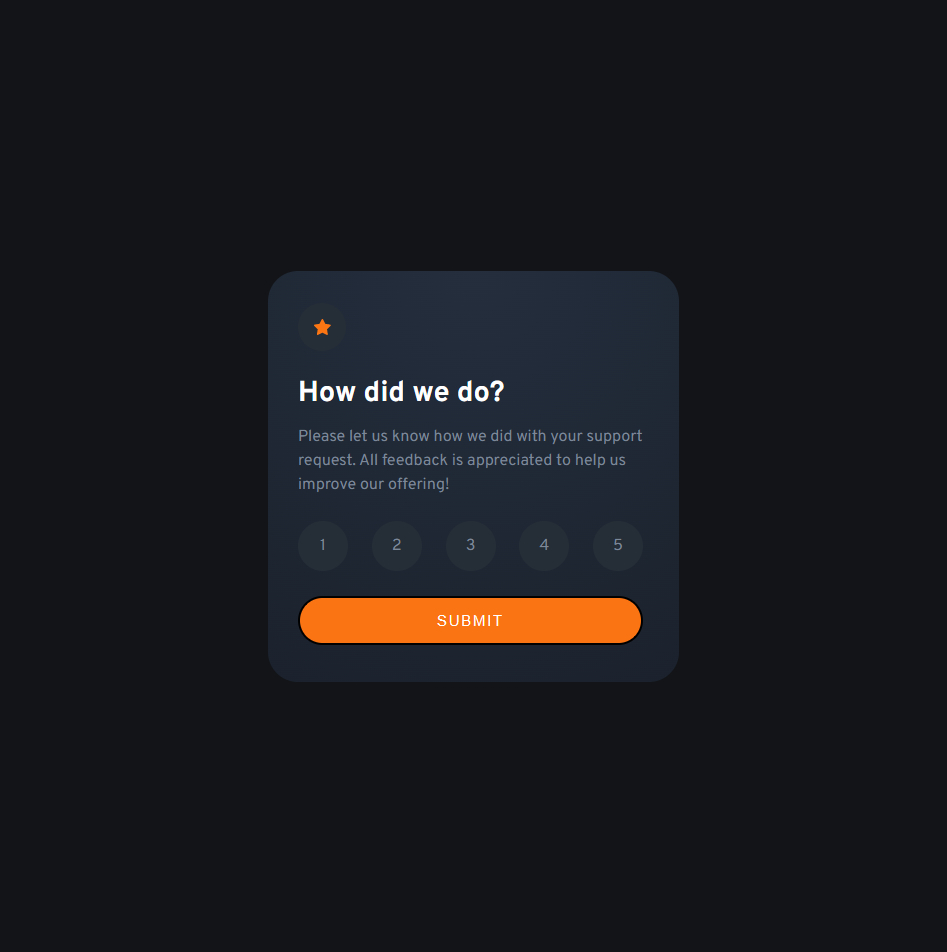 How did we do?
Please let us know how we did with your support
request. All feedback is appreciated to help us
improve our offering!
1 2 3 4 5
SUBMIT